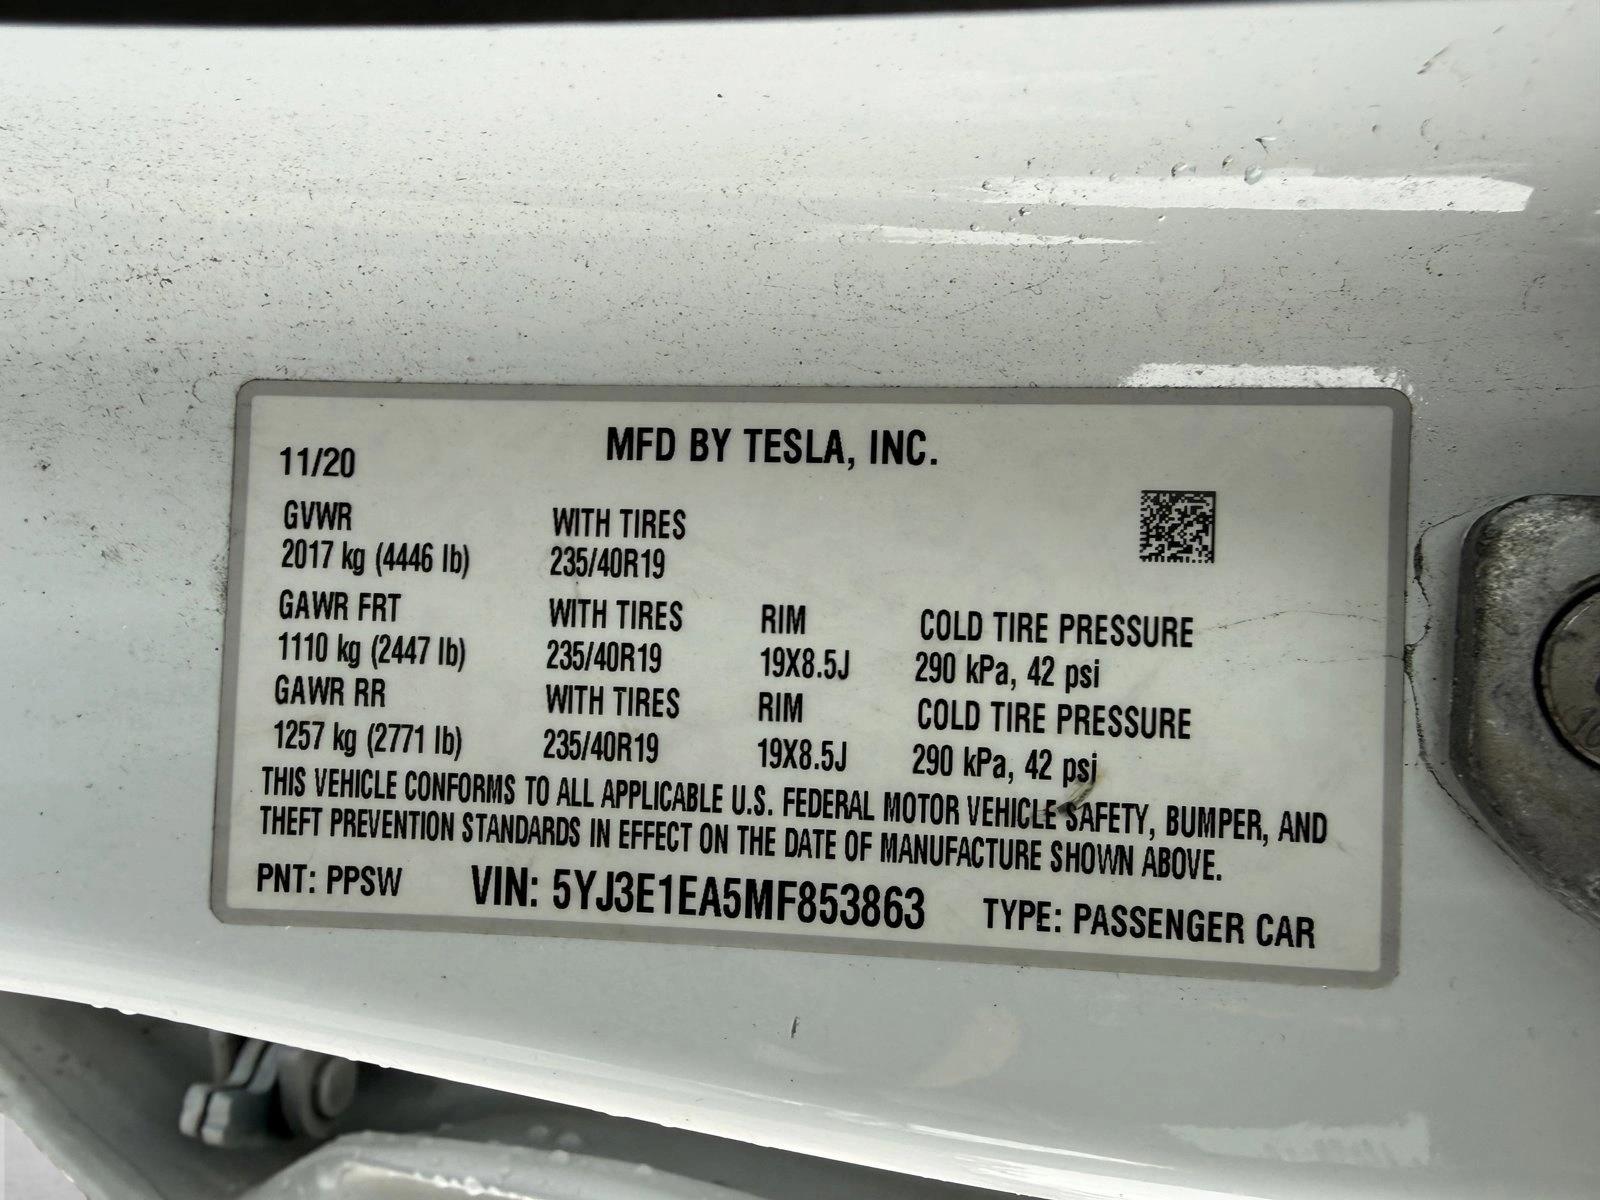 MFD BY TESLA, INC.
11/20
GVWR WITH TIRES
2017 kg (4446 lb) 235/40R19
GAWR FRT WITH TIRES RIM COLD TIRE PRESSURE
1110 kg (2447 lb) 235/40R19 19X8.5J 290 kPa, 42 psi
GAWR RR WITH TIRES RIM COLD TIRE PRESSURE
1257 kg (2771 lb) 235/40R19 19X8.5J 290 kPa, 42 psi
THIS VEHICLE CONFORMS TO ALL APPLICABLE U.S. FEDERAL MOTOR VEHICLE SAFETY, BUMPER, AND
THEFT PREVENTION STANDARDS IN EFFECT ON THE DATE OF MANUFACTURE SHOWN ABOVE.
PNT: PPSW VIN: 5YJ3E1EA5MF853863 TYPE: PASSENGER CAR